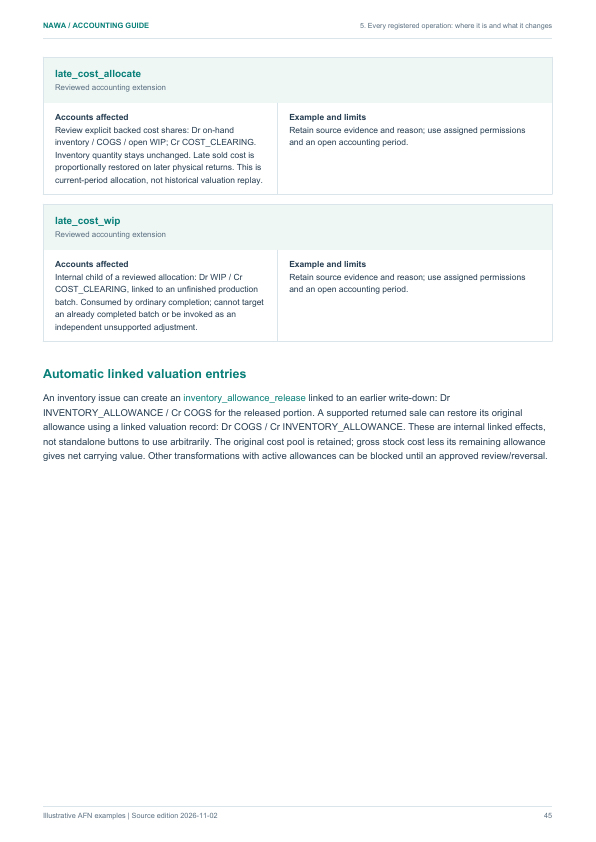 NAWA / ACCOUNTING GUIDE
5. Every registered operation: where it is and what it changes
late_cost_allocate
Reviewed accounting extension
Accounts affected
Review explicit backed cost shares: Dr on-hand
inventory / COGS / open WIP; Cr COST_CLEARING.
Inventory quantity stays unchanged. Late sold cost is
proportionally restored on later physical returns. This is
current-period allocation, not historical valuation replay.
Example and limits
Retain source evidence and reason; use assigned permissions
and an open accounting period.
late_cost_wip
Reviewed accounting extension
Accounts affected
Internal child of a reviewed allocation: Dr WIP / Cr
COST_CLEARING, linked to an unfinished production
batch. Consumed by ordinary completion; cannot target
an already completed batch or be invoked as an
independent unsupported adjustment.
Example and limits
Retain source evidence and reason; use assigned permissions
and an open accounting period.
Automatic linked valuation entries
An inventory issue can create an inventory_allowance_release linked to an earlier write-down: Dr
INVENTORY_ALLOWANCE / Cr COGS for the released portion. A supported returned sale can restore its original
allowance using a linked valuation record: Dr COGS / Cr INVENTORY_ALLOWANCE. These are internal linked effects,
not standalone buttons to use arbitrarily. The original cost pool is retained; gross stock cost less its remaining allowance
gives net carrying value. Other transformations with active allowances can be blocked until an approved review/reversal.
Illustrative AFN examples | Source edition 2026-11-02
45